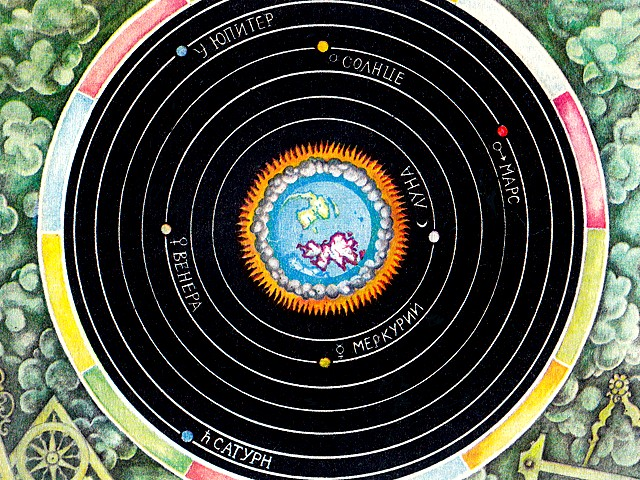 ЮПИТЕР
СОЛНЦЕ
МАРС
ЛУНА
♀ ВЕНЕРА
☿ МЕРКУРИЙ
♄ САТУРН